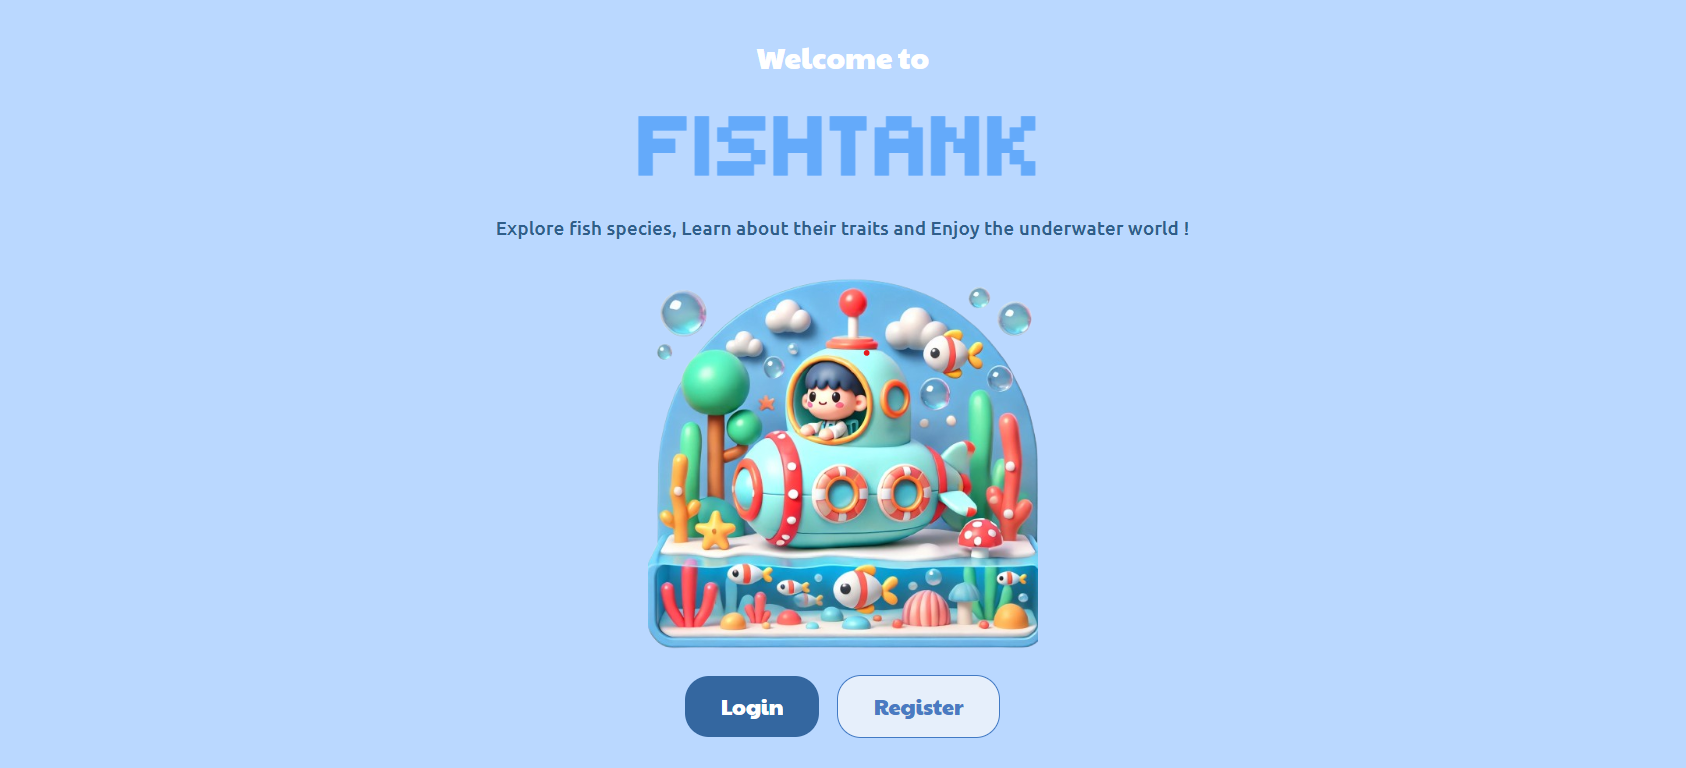 Welcome to
FISHTANK
Explore fish species, Learn about their traits and Enjoy the underwater world !
Login
Register